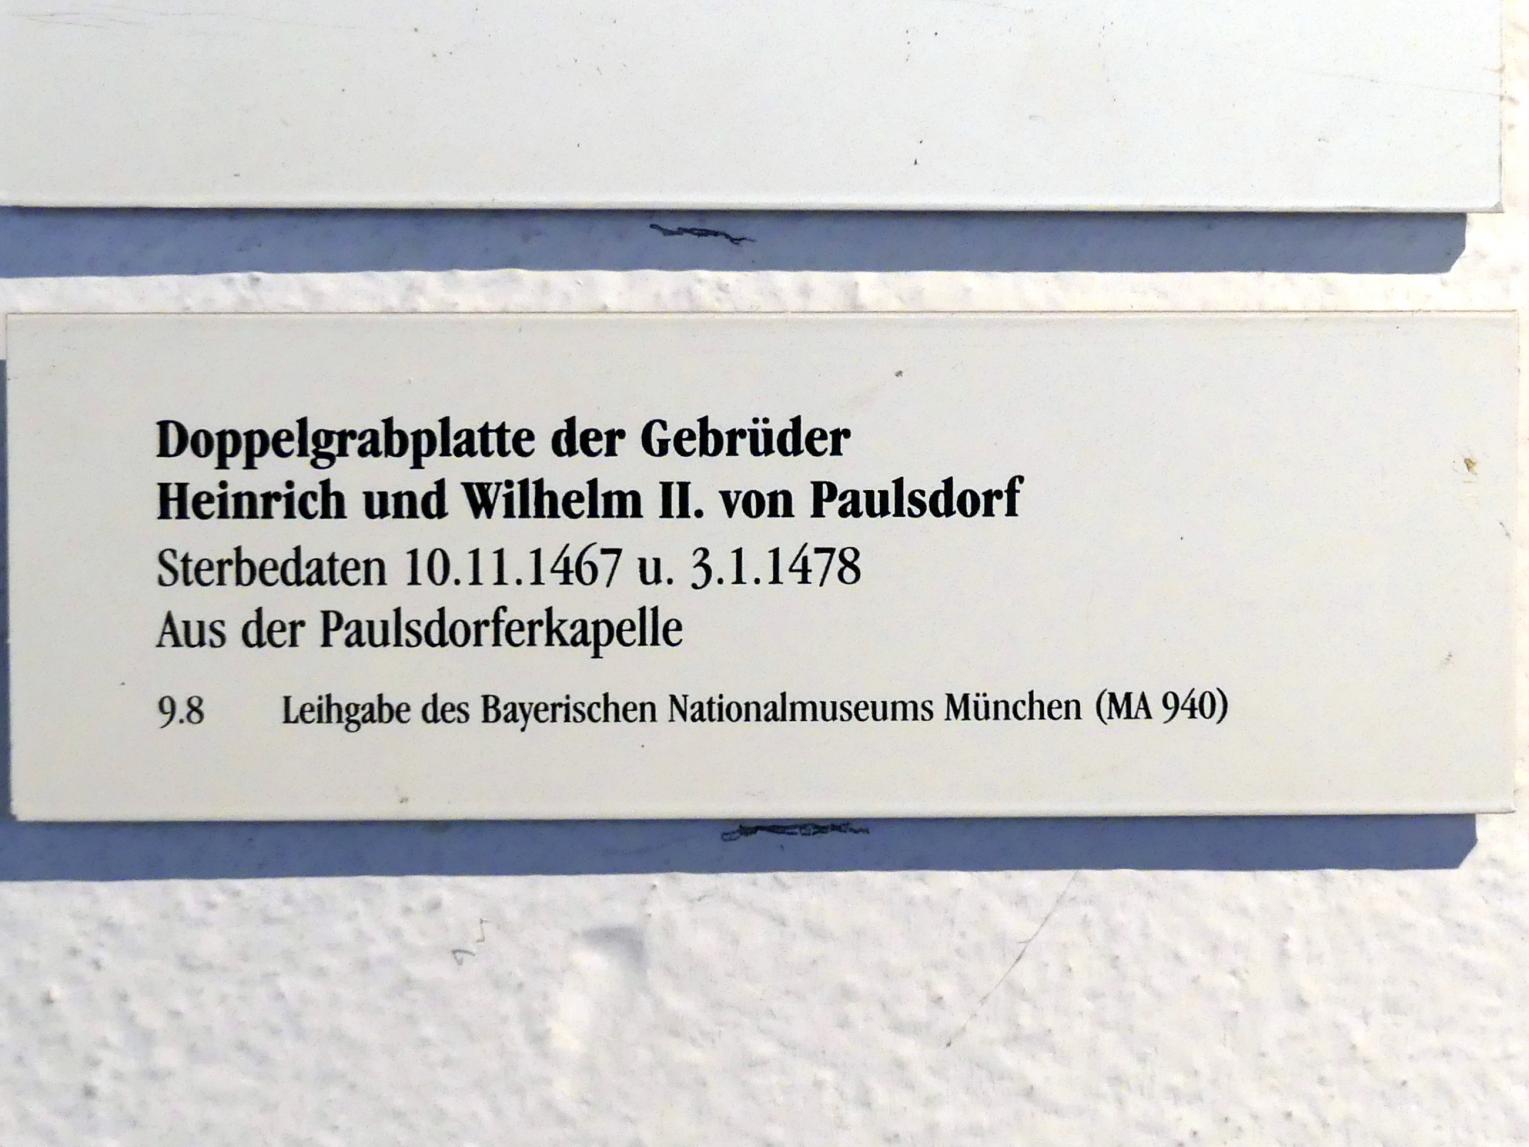 Doppelgrabplatte der Gebrüder
Heinrich und Wilhelm II. von Paulsdorf
Sterbedaten 10.11.1467 u. 3.1.1478
Aus der Paulsdorferkapelle
9.8 Leihgabe des Bayerischen Nationalmuseums München (MA 940)